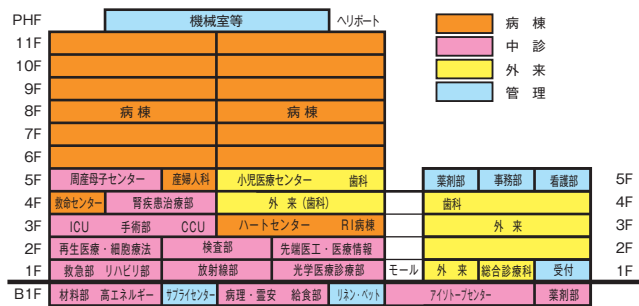 PHF 機械室等 ヘリポート
11F
10F
9F
8F 病棟 病棟
7F
6F
5F 周産母子センター 産婦人科 小児医療センター 歯科 薬剤部 事務部 看護部 5F
4F 救命センター 腎疾患治療部 外来(歯科) 歯科 4F
3F ICU 手術部 CCU ハートセンター RI病棟 外来 3F
2F 再生医療・細胞療法 検査部 先端医工・医療情報 2F
1F 救急部 リハビリ部 放射線部 光学医療診療部 モール 外来 総合診療科 受付 1F
B1F 材料部 高エネルギー サプライセンター 病理・霊安 給食部 リネン・ベット アイソトープセンター 薬剤部 B1F
病棟
中診
外来
管理